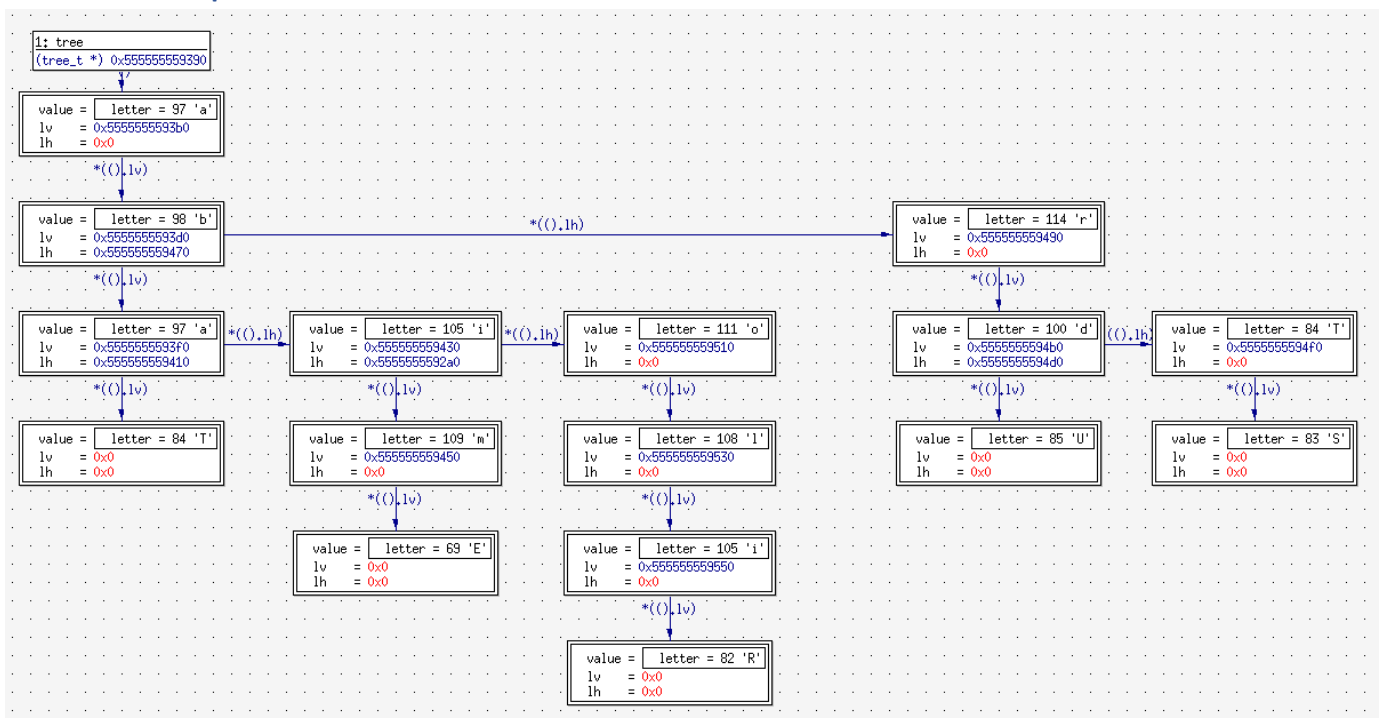 1: tree
(tree_t *) 0x555555559390
value = letter = 97 'a'
lv = 0x5555555593b0
lh = 0x0
*(().lv)
value = letter = 98 'b'
lv = 0x5555555593d0
lh = 0x555555559470
*(().lh)
value = letter = 114 'r'
lv = 0x555555559490
lh = 0x0
*(().lv)
*(().lv)
value = letter = 97 'a'
lv = 0x5555555593f0
lh = 0x555555559410
*(().lh)
value = letter = 105 'i'
lv = 0x555555559430
lh = 0x5555555592a0
*(().lh)
value = letter = 111 'o'
lv = 0x555555559510
lh = 0x0
value = letter = 100 'd'
lv = 0x5555555594b0
lh = 0x5555555594d0
(().lh)
value = letter = 84 'T'
lv = 0x5555555594f0
lh = 0x0
*(().lv)
*(().lv)
*(().lv)
*(().lv)
*(().lv)
value = letter = 84 'T'
lv = 0x0
lh = 0x0
value = letter = 109 'm'
lv = 0x555555559450
lh = 0x0
value = letter = 108 'l'
lv = 0x555555559530
lh = 0x0
value = letter = 85 'U'
lv = 0x0
lh = 0x0
value = letter = 83 'S'
lv = 0x0
lh = 0x0
*(().lv)
*(().lv)
value = letter = 69 'E'
lv = 0x0
lh = 0x0
value = letter = 105 'i'
lv = 0x555555559550
lh = 0x0
*(().lv)
value = letter = 82 'R'
lv = 0x0
lh = 0x0